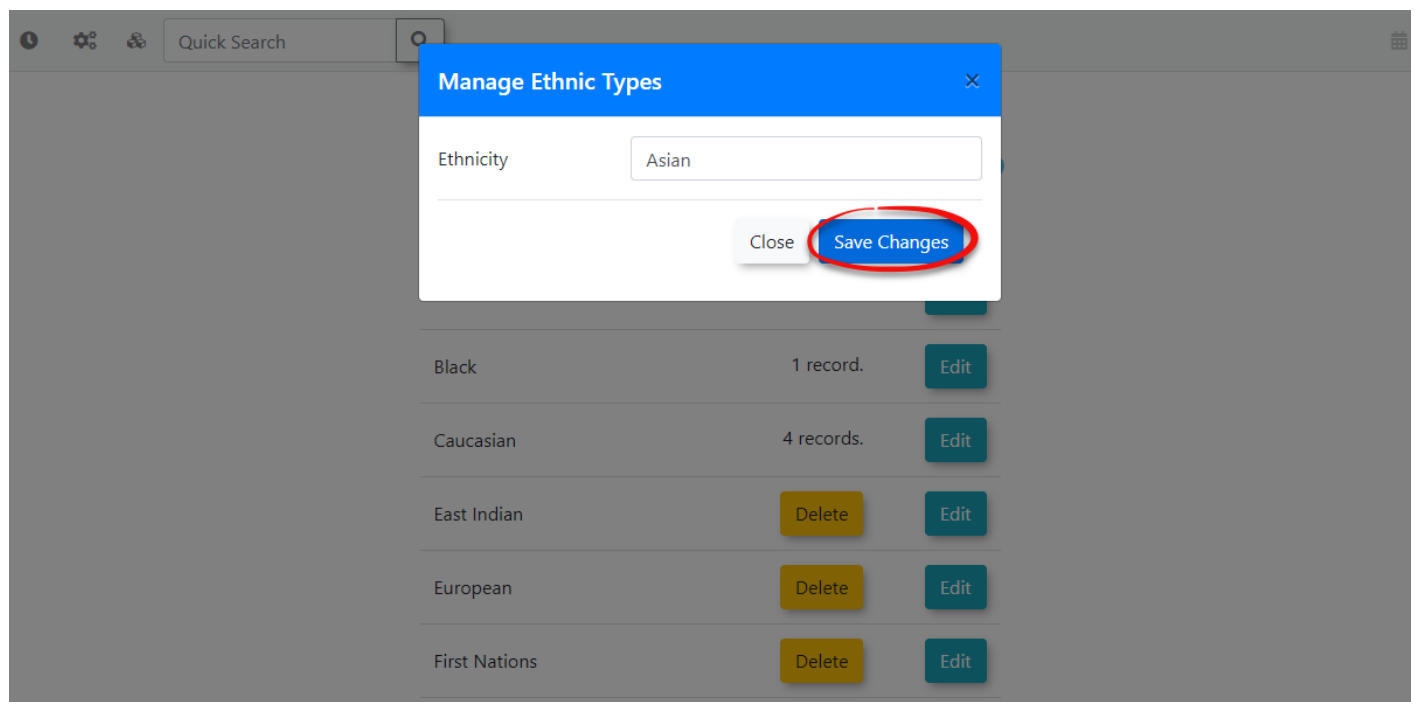 Quick Search
Manage Ethnic Types ×
Ethnicity Asian
Close Save Changes
Black 1 record. Edit
Caucasian 4 records. Edit
East Indian Delete Edit
European Delete Edit
First Nations Delete Edit